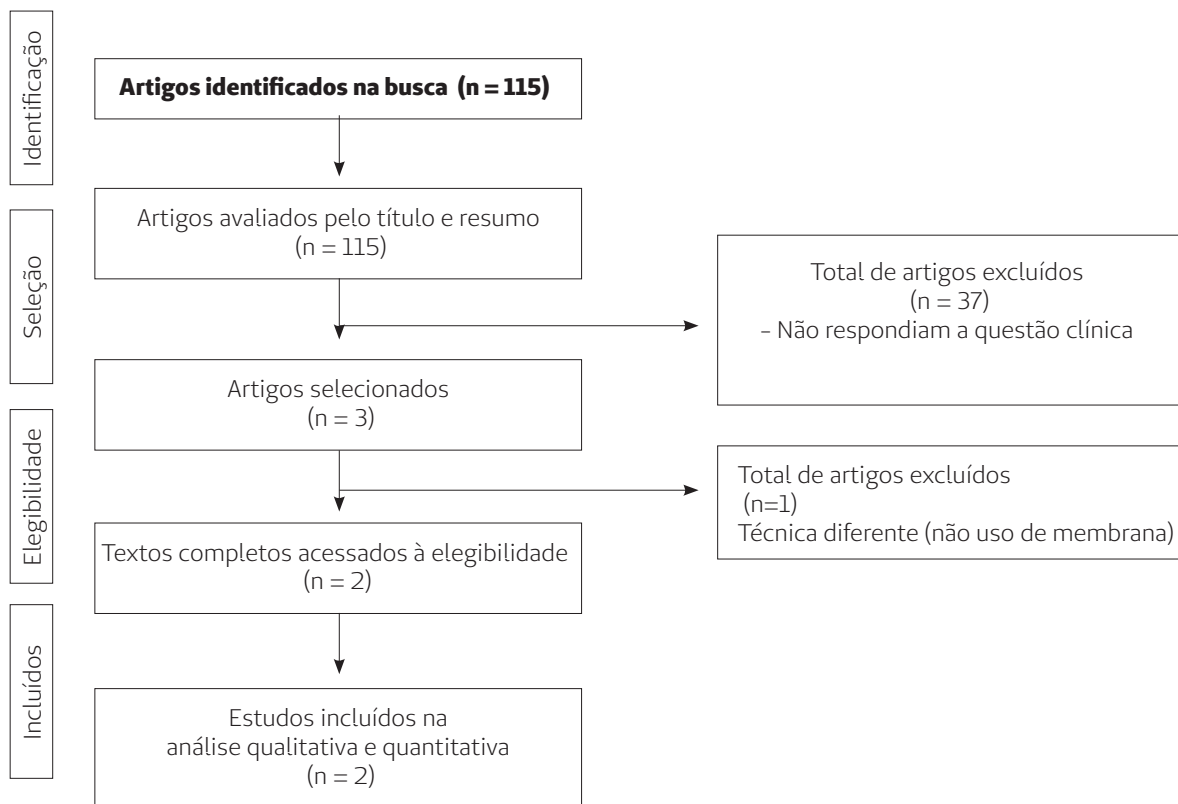 Identificação
Artigos identificados na busca (n = 115)
Artigos avaliados pelo título e resumo
(n = 115)
Seleção
Total de artigos excluídos
(n = 37)
- Não respondiam a questão clínica
Artigos selecionados
(n = 3)
Elegibilidade
Total de artigos excluídos
(n=1)
Técnica diferente (não uso de membrana)
Textos completos acessados à elegibilidade
(n = 2)
Incluídos
Estudos incluídos na
análise qualitativa e quantitativa
(n = 2)